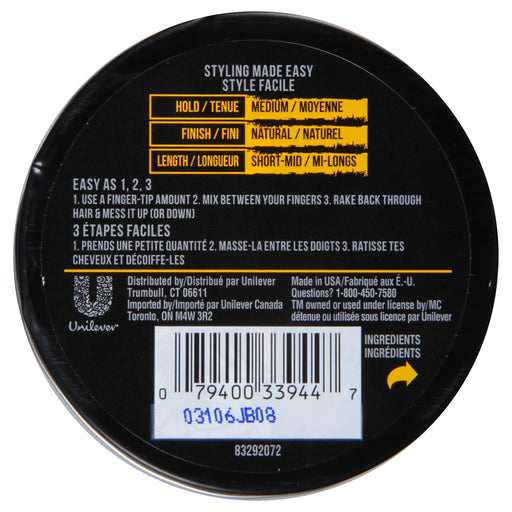 STYLING MADE EASY
STYLE FACILE
HOLD / TENUE MEDIUM / MOYENNE
FINISH / FINI NATURAL / NATUREL
LENGTH / LONGUEUR SHORT-MID / MI-LONGS
EASY AS 1, 2, 3
1. USE A FINGER-TIP AMOUNT 2. MIX BETWEEN YOUR FINGERS 3. RAKE BACK THROUGH
HAIR & MESS IT UP (OR DOWN)
3 ÉTAPES FACILES
1. PRENDS UNE PETITE QUANTITÉ 2. MASSE-LA ENTRE LES DOIGTS 3. RATISSE TES
CHEVEUX ET DÉCOIFFE-LES
Unilever
Distributed by/Distribué par Unilever
Trumbull, CT 06611
Imported by/Importé par Unilever Canada
Toronto, ON M4W 3R2
Made in USA/Fabriqué aux É.-U.
Questions? 1-800-450-7580
TM owned or used under license by/MC
détenue ou utilisée sous licence par Unilever
INGREDIENTS
INGRÉDIENTS
0 79400 33944 7
03106JB08
83292072